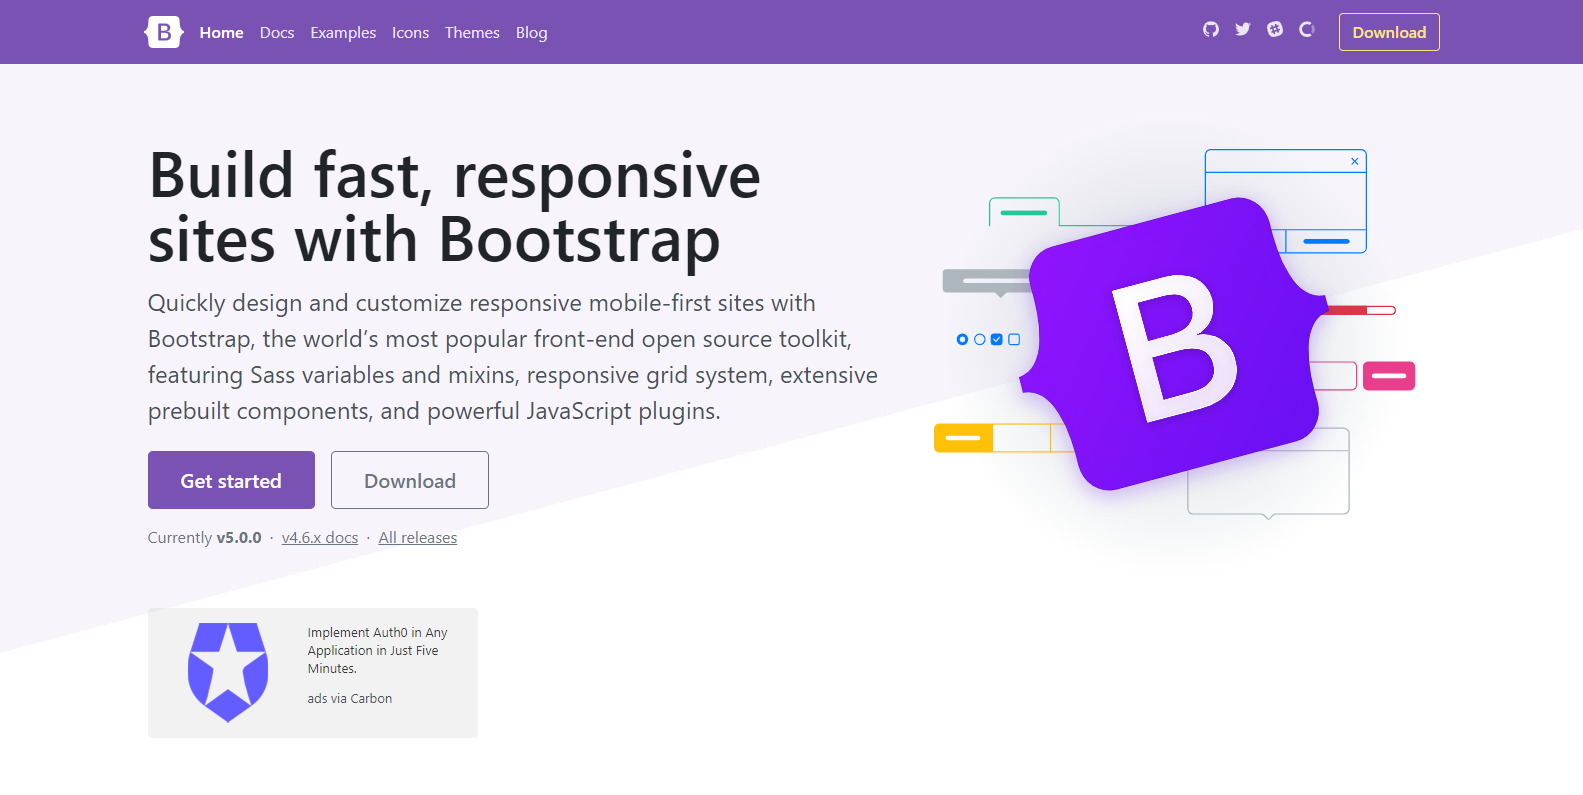 B Home Docs Examples Icons Themes Blog Download
Build fast, responsive
sites with Bootstrap
Quickly design and customize responsive mobile-first sites with
Bootstrap, the world’s most popular front-end open source toolkit,
featuring Sass variables and mixins, responsive grid system, extensive
prebuilt components, and powerful JavaScript plugins.
Get started Download
Currently v5.0.0 · v4.6.x docs · All releases
B
Implement Auth0 in Any
Application in Just Five
Minutes.
ads via Carbon